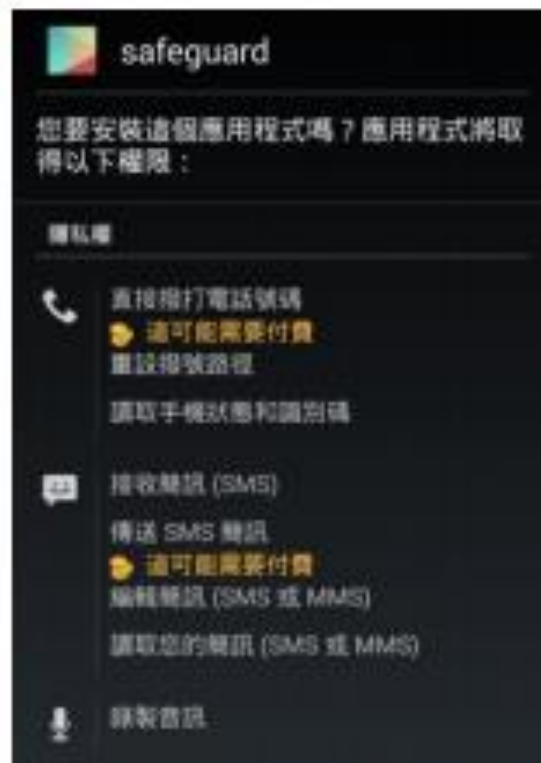 safeguard
您要安裝這個應用程式嗎？應用程式將取
得以下權限：
隱私權
直接撥打電話號碼
這可能需要付費
重設撥號路徑
讀取手機狀態和識別碼
接收簡訊 (SMS)
傳送 SMS 簡訊
這可能需要付費
編輯簡訊 (SMS 或 MMS)
讀取您的簡訊 (SMS 或 MMS)
錄製音訊